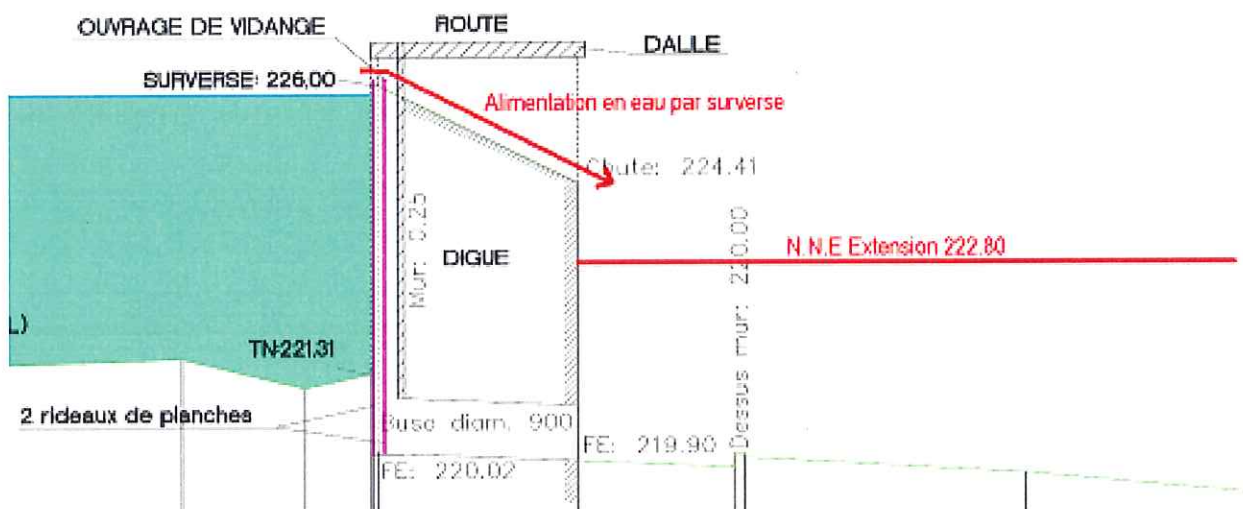 OUVRAGE DE VIDANGE
ROUTE
DALLE
SURVERSE: 226,00
Alimentation en eau par surverse
Chute: 224.41
Mur: 0.25
DIGUE
Dessus mur: 220.00
N.N.E Extension 222.80
L)
TN:221.31
2 rideaux de planches
Buse diam. 900
FE: 219.90
FE: 220.02